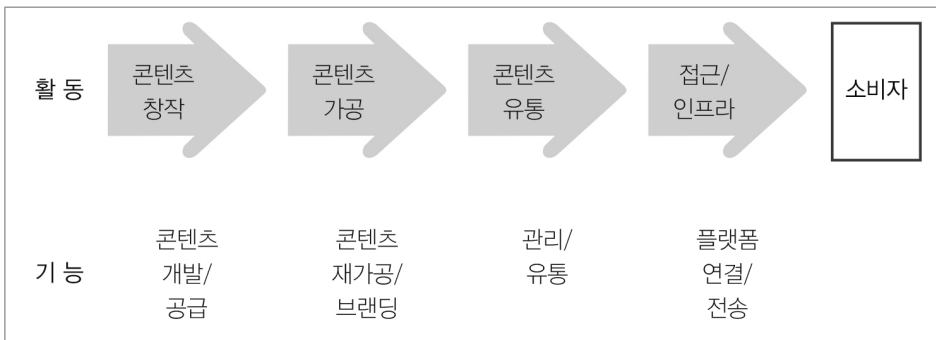 활동
콘텐츠
창작
콘텐츠
가공
콘텐츠
유통
접근/
인프라
소비자
기능
콘텐츠
개발/
공급
콘텐츠
재가공/
브랜딩
관리/
유통
플랫폼
연결/
전송